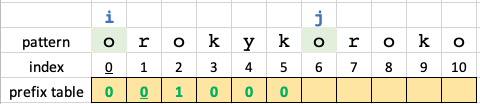 i j
pattern o r o k y k o r o k o
index 0 1 2 3 4 5 6 7 8 9 10
prefix table 0 0 1 0 0 0